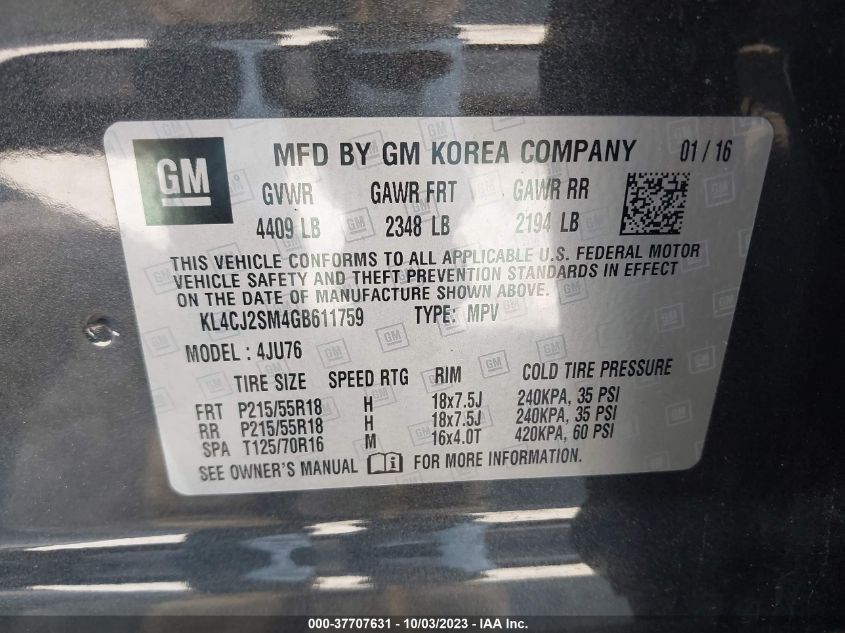 GM MFD BY GM KOREA COMPANY 01 / 16
GVWR GAWR FRT GAWR RR
4409 LB 2348 LB 2194 LB
THIS VEHICLE CONFORMS TO ALL APPLICABLE U.S. FEDERAL MOTOR
VEHICLE SAFETY AND THEFT PREVENTION STANDARDS IN EFFECT
ON THE DATE OF MANUFACTURE SHOWN ABOVE.
KL4CJ2SM4GB611759 TYPE: MPV
MODEL : 4JU76
TIRE SIZE SPEED RTG RIM COLD TIRE PRESSURE
FRT P215/55R18 H 18x7.5J 240KPA, 35 PSI
RR P215/55R18 H 18x7.5J 240KPA, 35 PSI
SPA T125/70R16 M 16x4.0T 420KPA, 60 PSI
SEE OWNER'S MANUAL FOR MORE INFORMATION.
000-37707631 - 10/03/2023 - IAA Inc.